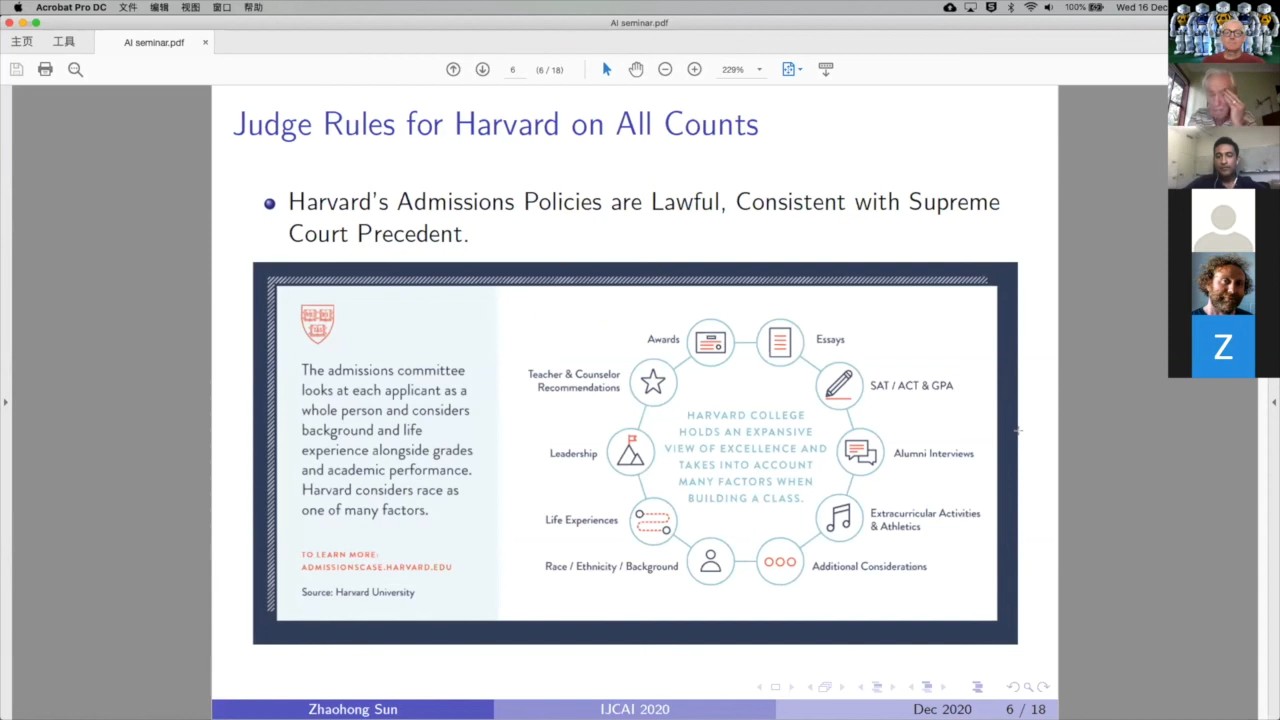 Acrobat Pro DC 文件 编辑 视图 窗口 帮助
100% Wed 16 Dec
AI seminar.pdf
主页 工具 AI seminar.pdf ×
6 (6 / 18) 229%
Judge Rules for Harvard on All Counts
Harvard's Admissions Policies are Lawful, Consistent with Supreme
Court Precedent.
The admissions committee
looks at each applicant as a
whole person and considers
background and life
experience alongside grades
and academic performance.
Harvard considers race as
one of many factors.
TO LEARN MORE:
ADMISSIONSCASE.HARVARD.EDU
Source: Harvard University
Awards
Essays
Teacher & Counselor
Recommendations
SAT / ACT & GPA
HARVARD COLLEGE
HOLDS AN EXPANSIVE
VIEW OF EXCELLENCE AND
TAKES INTO ACCOUNT
MANY FACTORS WHEN
BUILDING A CLASS.
Leadership
Alumni Interviews
Life Experiences
Extracurricular Activities
& Athletics
Race / Ethnicity / Background
Additional Considerations
Zhaohong Sun
IJCAI 2020
Dec 2020
6 / 18
Z